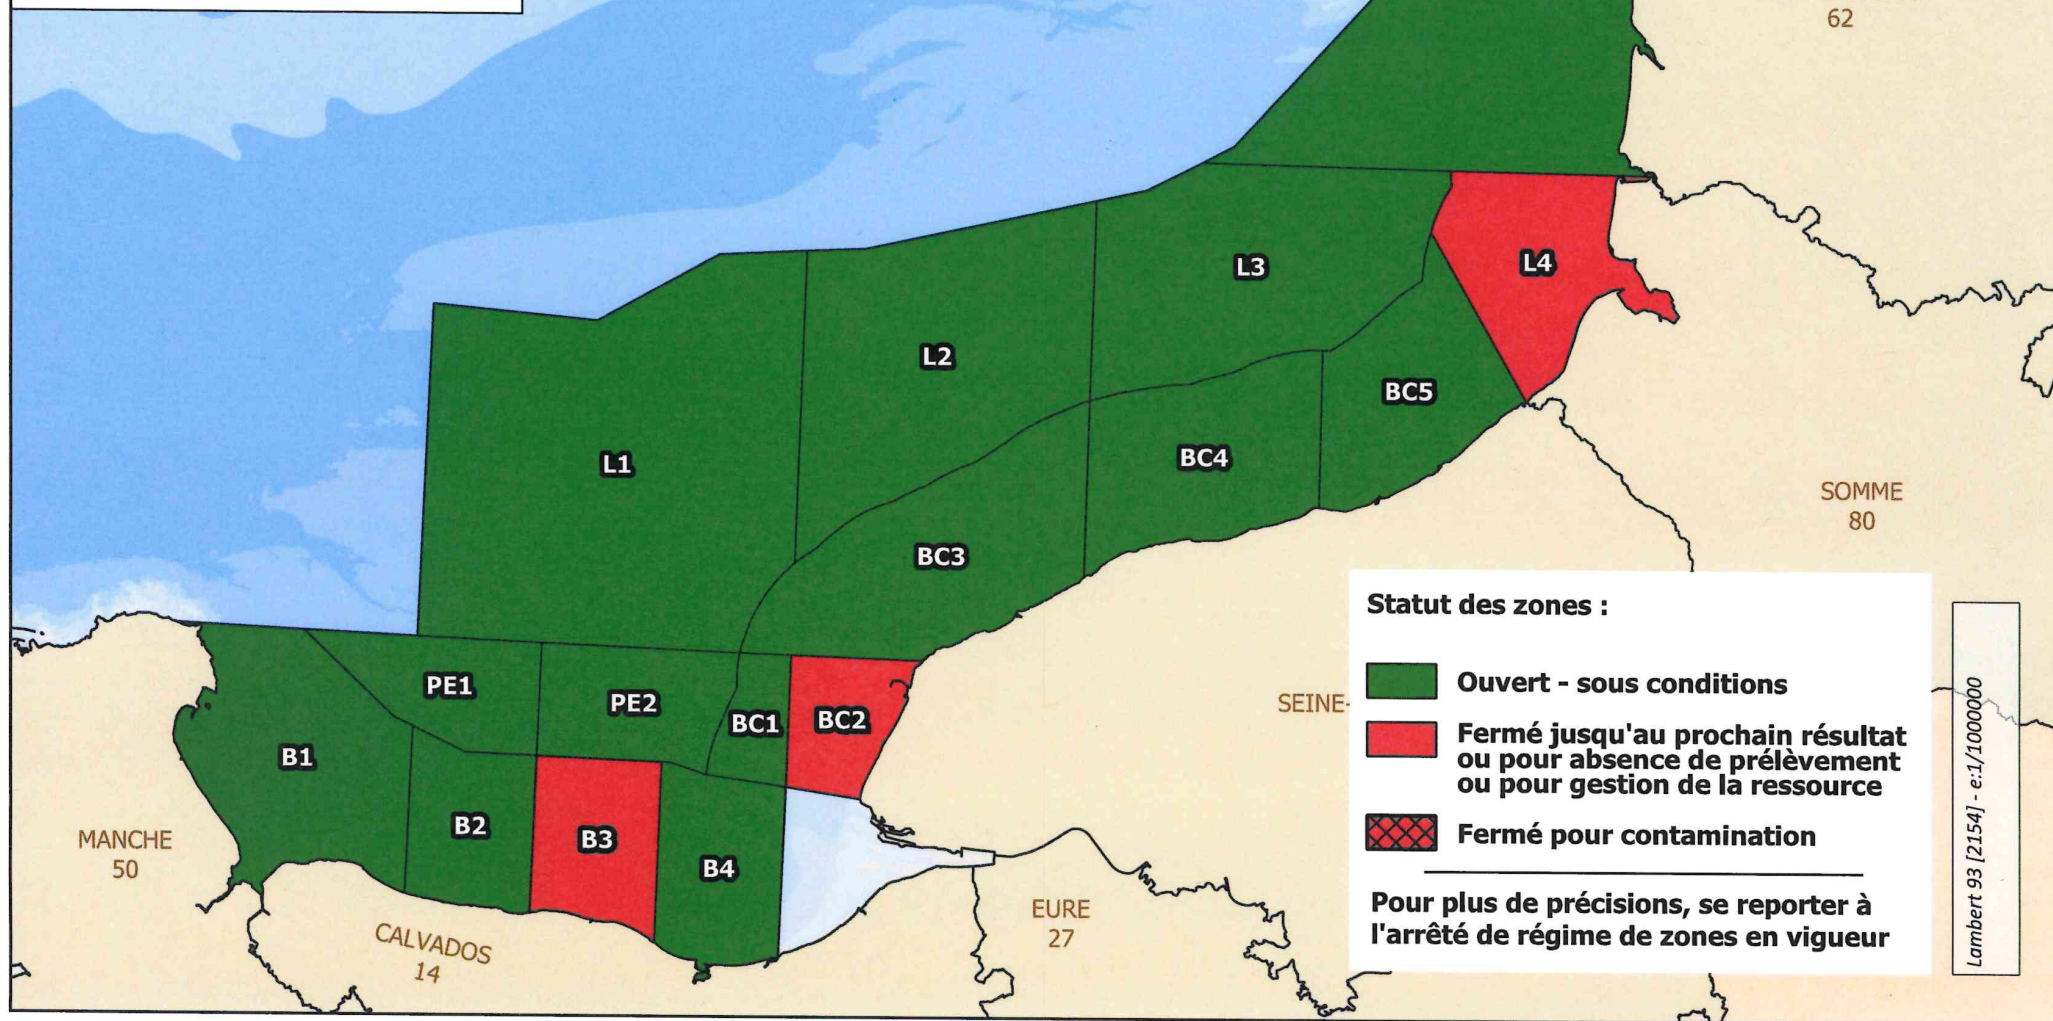 62
L3
L4
L2
BC5
L1
BC4
SOMME
80
BC3
Statut des zones :
Ouvert - sous conditions
Fermé jusqu'au prochain résultat
ou pour absence de prélèvement
ou pour gestion de la ressource
Fermé pour contamination
Pour plus de précisions, se reporter à
l'arrêté de régime de zones en vigueur
Lambert 93 [2154] - e:1/1000000
SEINE-
PE1
PE2
BC1
BC2
B1
B2
B3
B4
MANCHE
50
CALVADOS
14
EURE
27